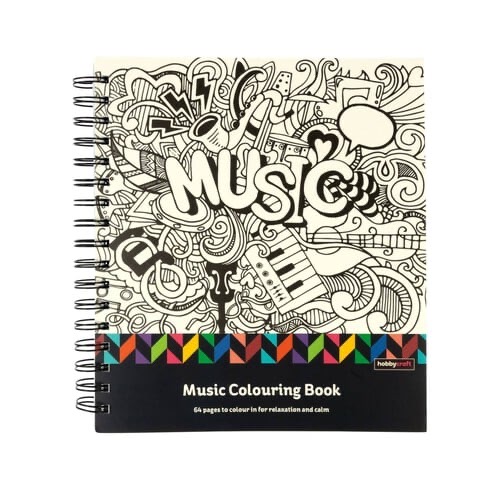 MUSIC
hobbycraft
Music Colouring Book
64 pages to colour in for relaxation and calm